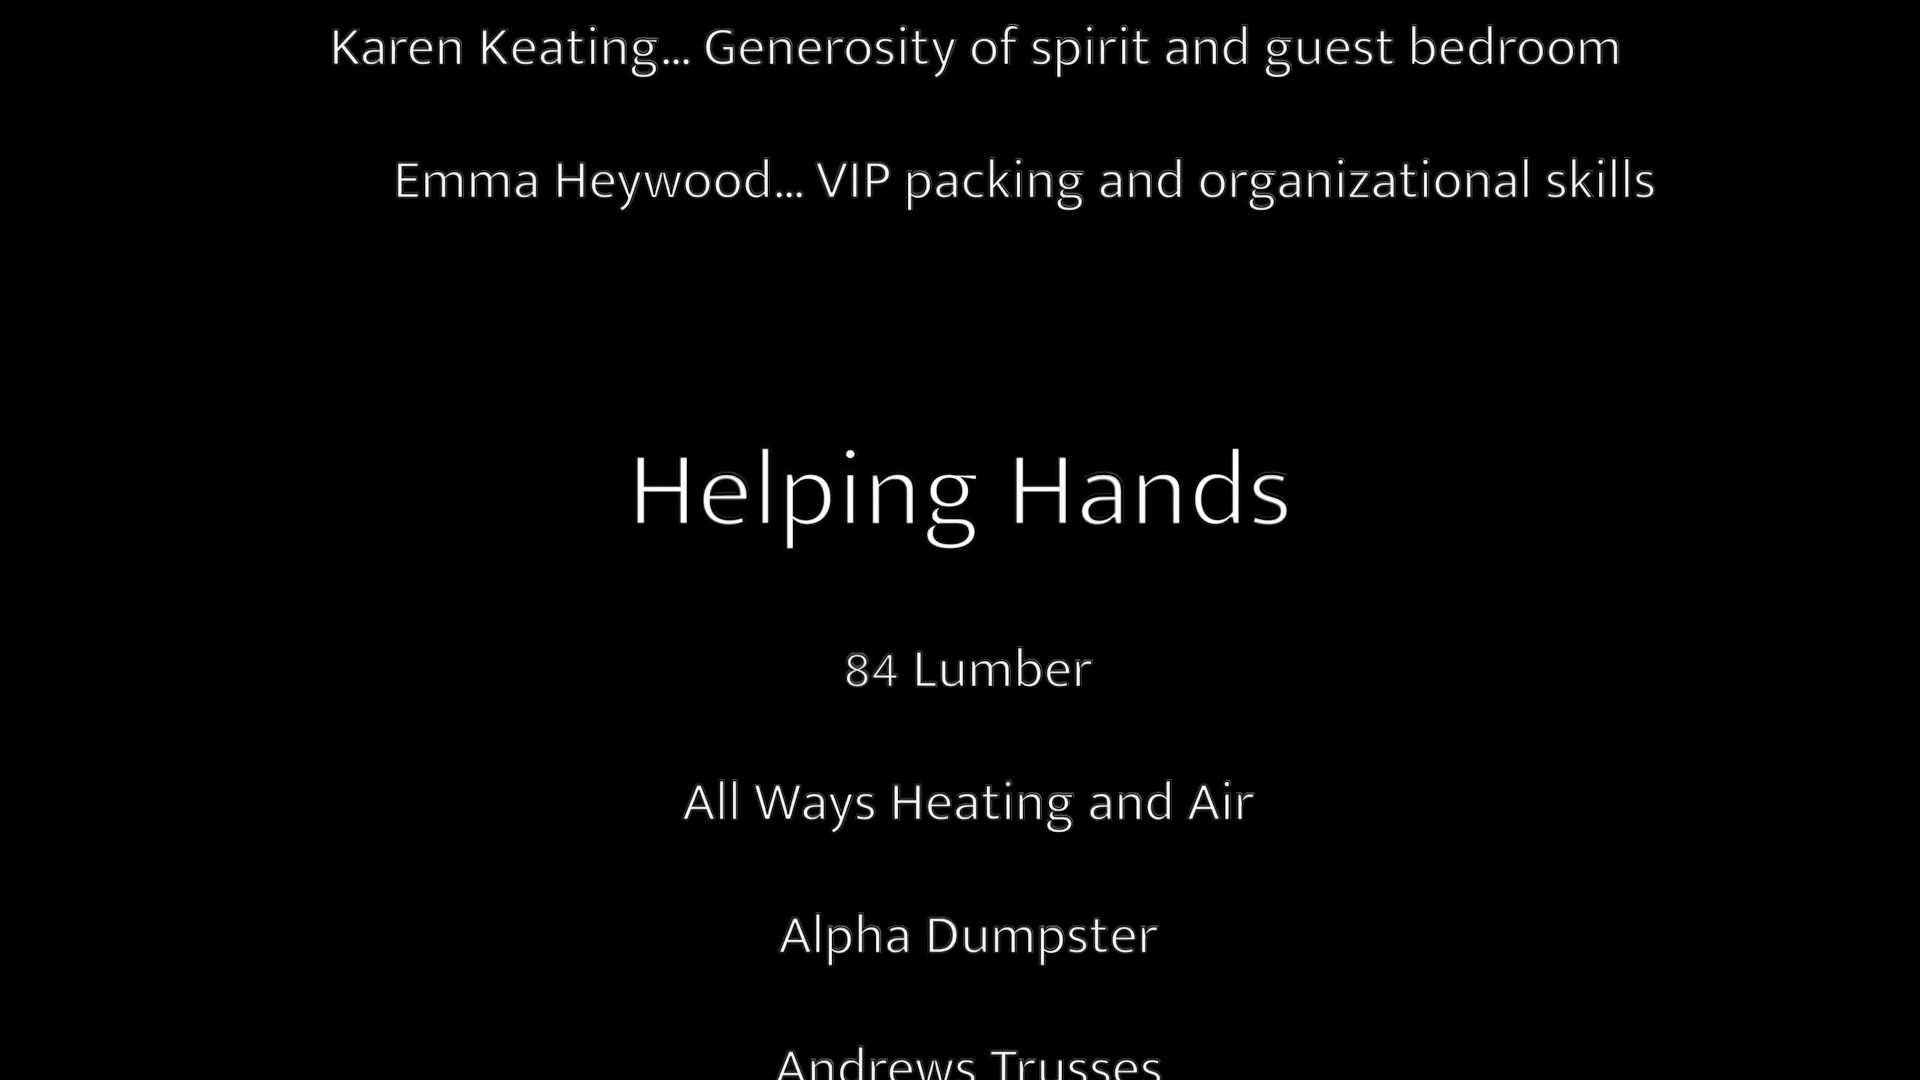 Karen Keating... Generosity of spirit and guest bedroom
Emma Heywood... VIP packing and organizational skills
Helping Hands
84 Lumber
All Ways Heating and Air
Alpha Dumpster
Andrews Trusses